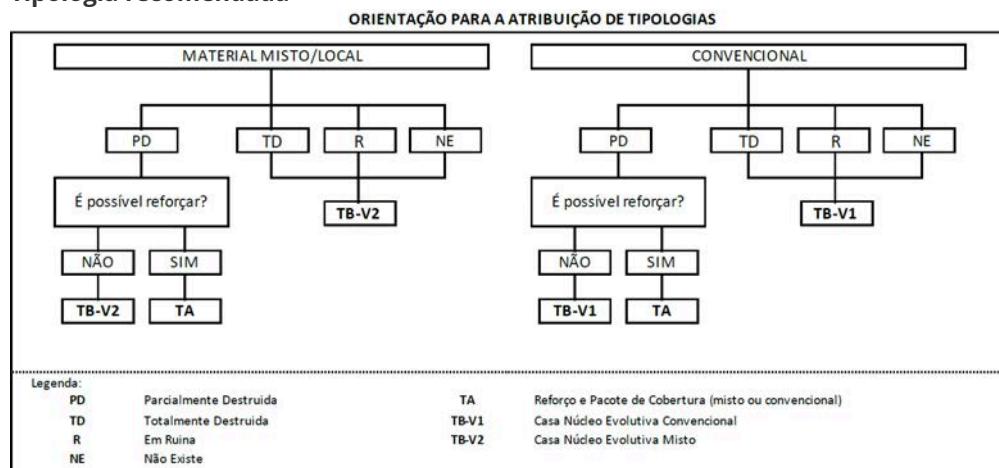 Tipologia recomendada
ORIENTAÇÃO PARA A ATRIBUIÇÃO DE TIPOLOGIAS
MATERIAL MISTO/LOCAL
CONVENCIONAL
PD TD R NE
PD TD R NE
É possível reforçar?
TB-V2
É possível reforçar?
TB-V1
NÃO SIM
NÃO SIM
TB-V2 TA
TB-V1 TA
Legenda:
PD Parcialmente Destruida
TD Totalmente Destruida
R Em Ruina
NE Não Existe
TA Reforço e Pacote de Cobertura (misto ou convencional)
TB-V1 Casa Núcleo Evolutiva Convencional
TB-V2 Casa Núcleo Evolutiva Misto